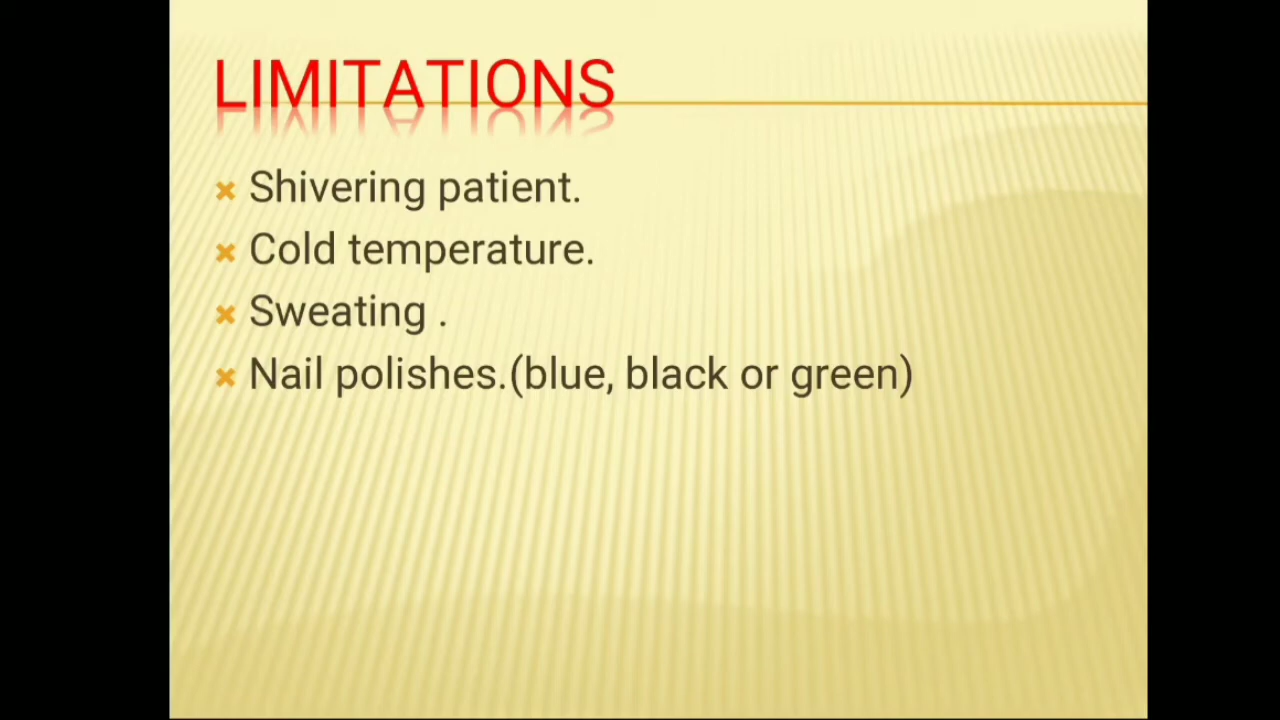 LIMITATIONS
Shivering patient.
Cold temperature.
Sweating .
Nail polishes.(blue, black or green)